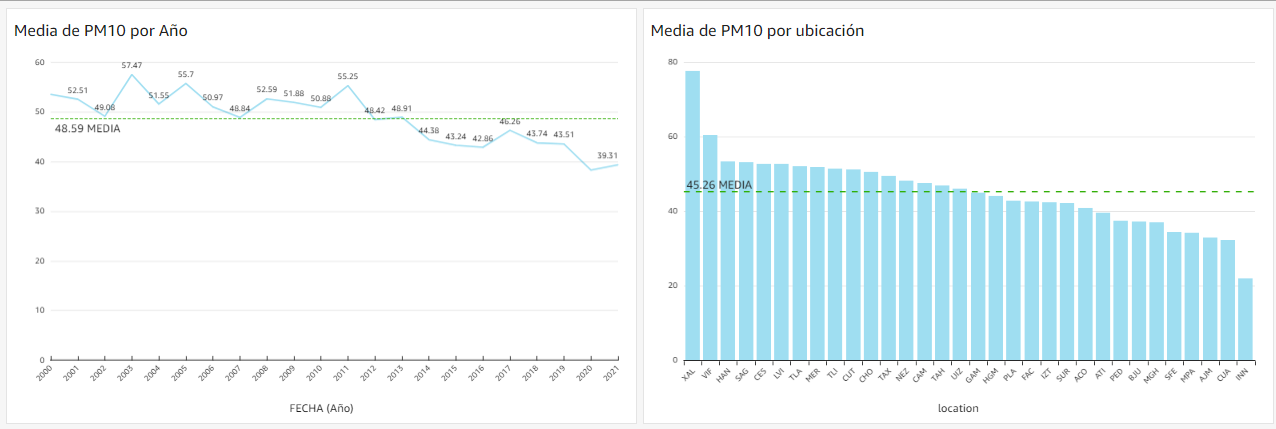 Media de PM10 por Año
60
50
40
30
20
10
0
52.51
49.08
57.47
51.55
55.7
50.97
48.84
52.59
51.88
50.88
55.25
48.42
48.91
44.38
43.24
42.86
46.26
43.74
43.51
39.31
48.59 MEDIA
2000
2001
2002
2003
2004
2005
2006
2007
2008
2009
2010
2011
2012
2013
2014
2015
2016
2017
2018
2019
2020
2021
FECHA (Año)
Media de PM10 por ubicación
80
60
40
20
0
45.26 MEDIA
XAL
VIF
HAN
SAG
CES
LVI
TLA
MER
TLI
CUT
CHO
TAX
NEZ
CAM
TAH
UIZ
GAM
HGM
PLA
FAC
IZT
SUR
ACO
ATI
PED
BJU
MGH
SFE
MPA
AJM
CUA
INN
location